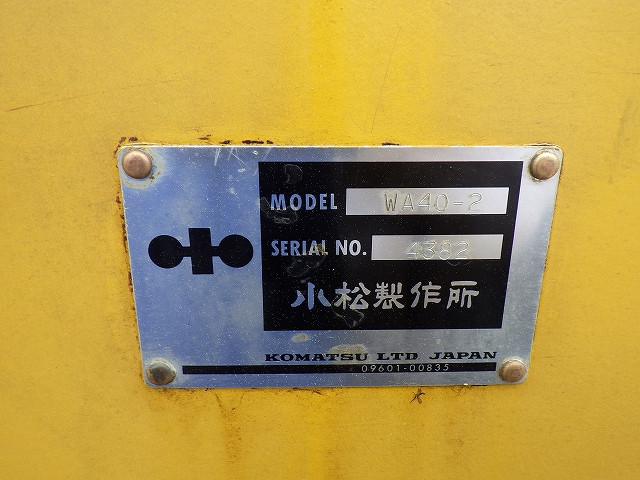 MODEL WA40-2
SERIAL NO. 4382
小松製作所
KOMATSU LTD JAPAN
09601-00835